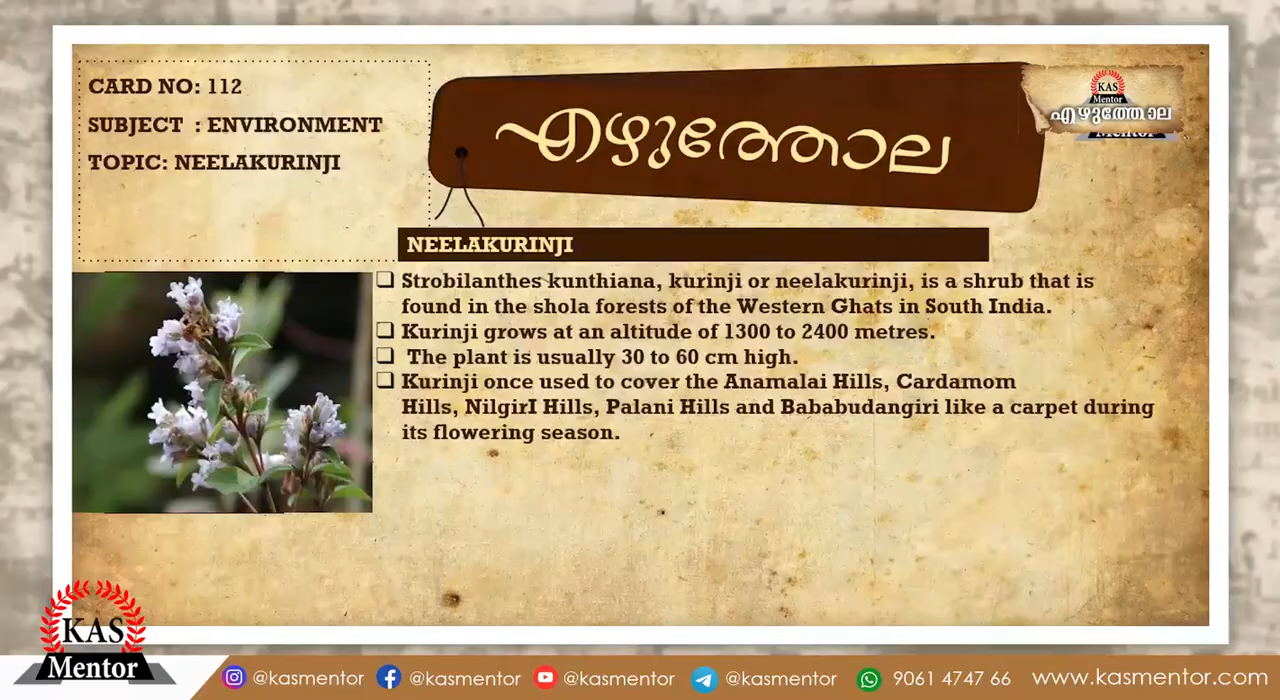 CARD NO: 112
SUBJECT : ENVIRONMENT
TOPIC: NEELAKURINJI
എഴുത്തോല
KAS
Mentor
എഴുത്തോല
Mentor
NEELAKURINJI
❑ Strobilanthes kunthiana, kurinji or neelakurinji, is a shrub that is
found in the shola forests of the Western Ghats in South India.
❑ Kurinji grows at an altitude of 1300 to 2400 metres.
❑ The plant is usually 30 to 60 cm high.
❑ Kurinji once used to cover the Anamalai Hills, Cardamom
Hills, NilgirI Hills, Palani Hills and Bababudangiri like a carpet during
its flowering season.
KAS
Mentor
@kasmentor @kasmentor @kasmentor @kasmentor 9061 4747 66 www.kasmentor.com